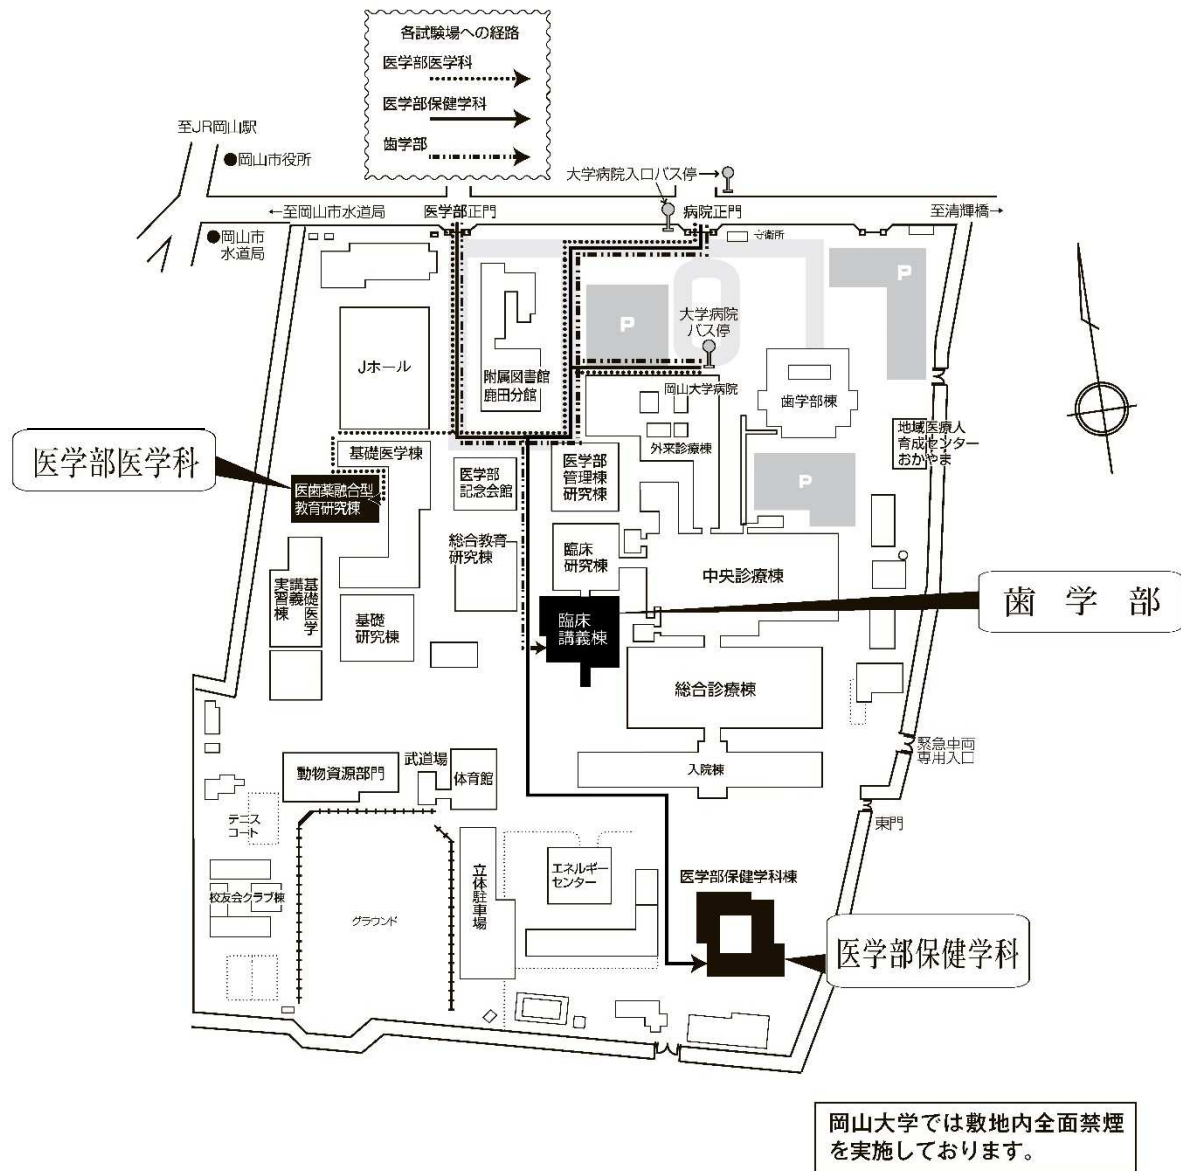 各試験場への経路
医学部医学科
医学部保健学科
歯学部
至JR岡山駅
●岡山市役所
大学病院入口バス停
←至岡山市水道局
医学部正門
病院正門
至清輝橋→
●岡山市
水道局
守衛所
P
P
大学病院
バス停
Jホール
附属図書館
鹿田分館
岡山大学病院
歯学部棟
外来診療棟
地域医療人
育成センター
おかやま
医学部医学科
基礎医学棟
医歯薬融合型
教育研究棟
医学部
記念会館
医学部
管理棟
研究棟
P
総合教育
研究棟
臨床
研究棟
中央診療棟
基礎医学
講義
実習棟
基礎
研究棟
臨床
講義棟
歯学部
総合診療棟
緊急車両
専用入口
動物資源部門
武道場
体育館
入院棟
東門
テニス
コート
校友会クラブ棟
グラウンド
立体駐車場
エネルギー
センター
医学部保健学科棟
医学部保健学科
岡山大学では敷地内全面禁煙
を実施しております。